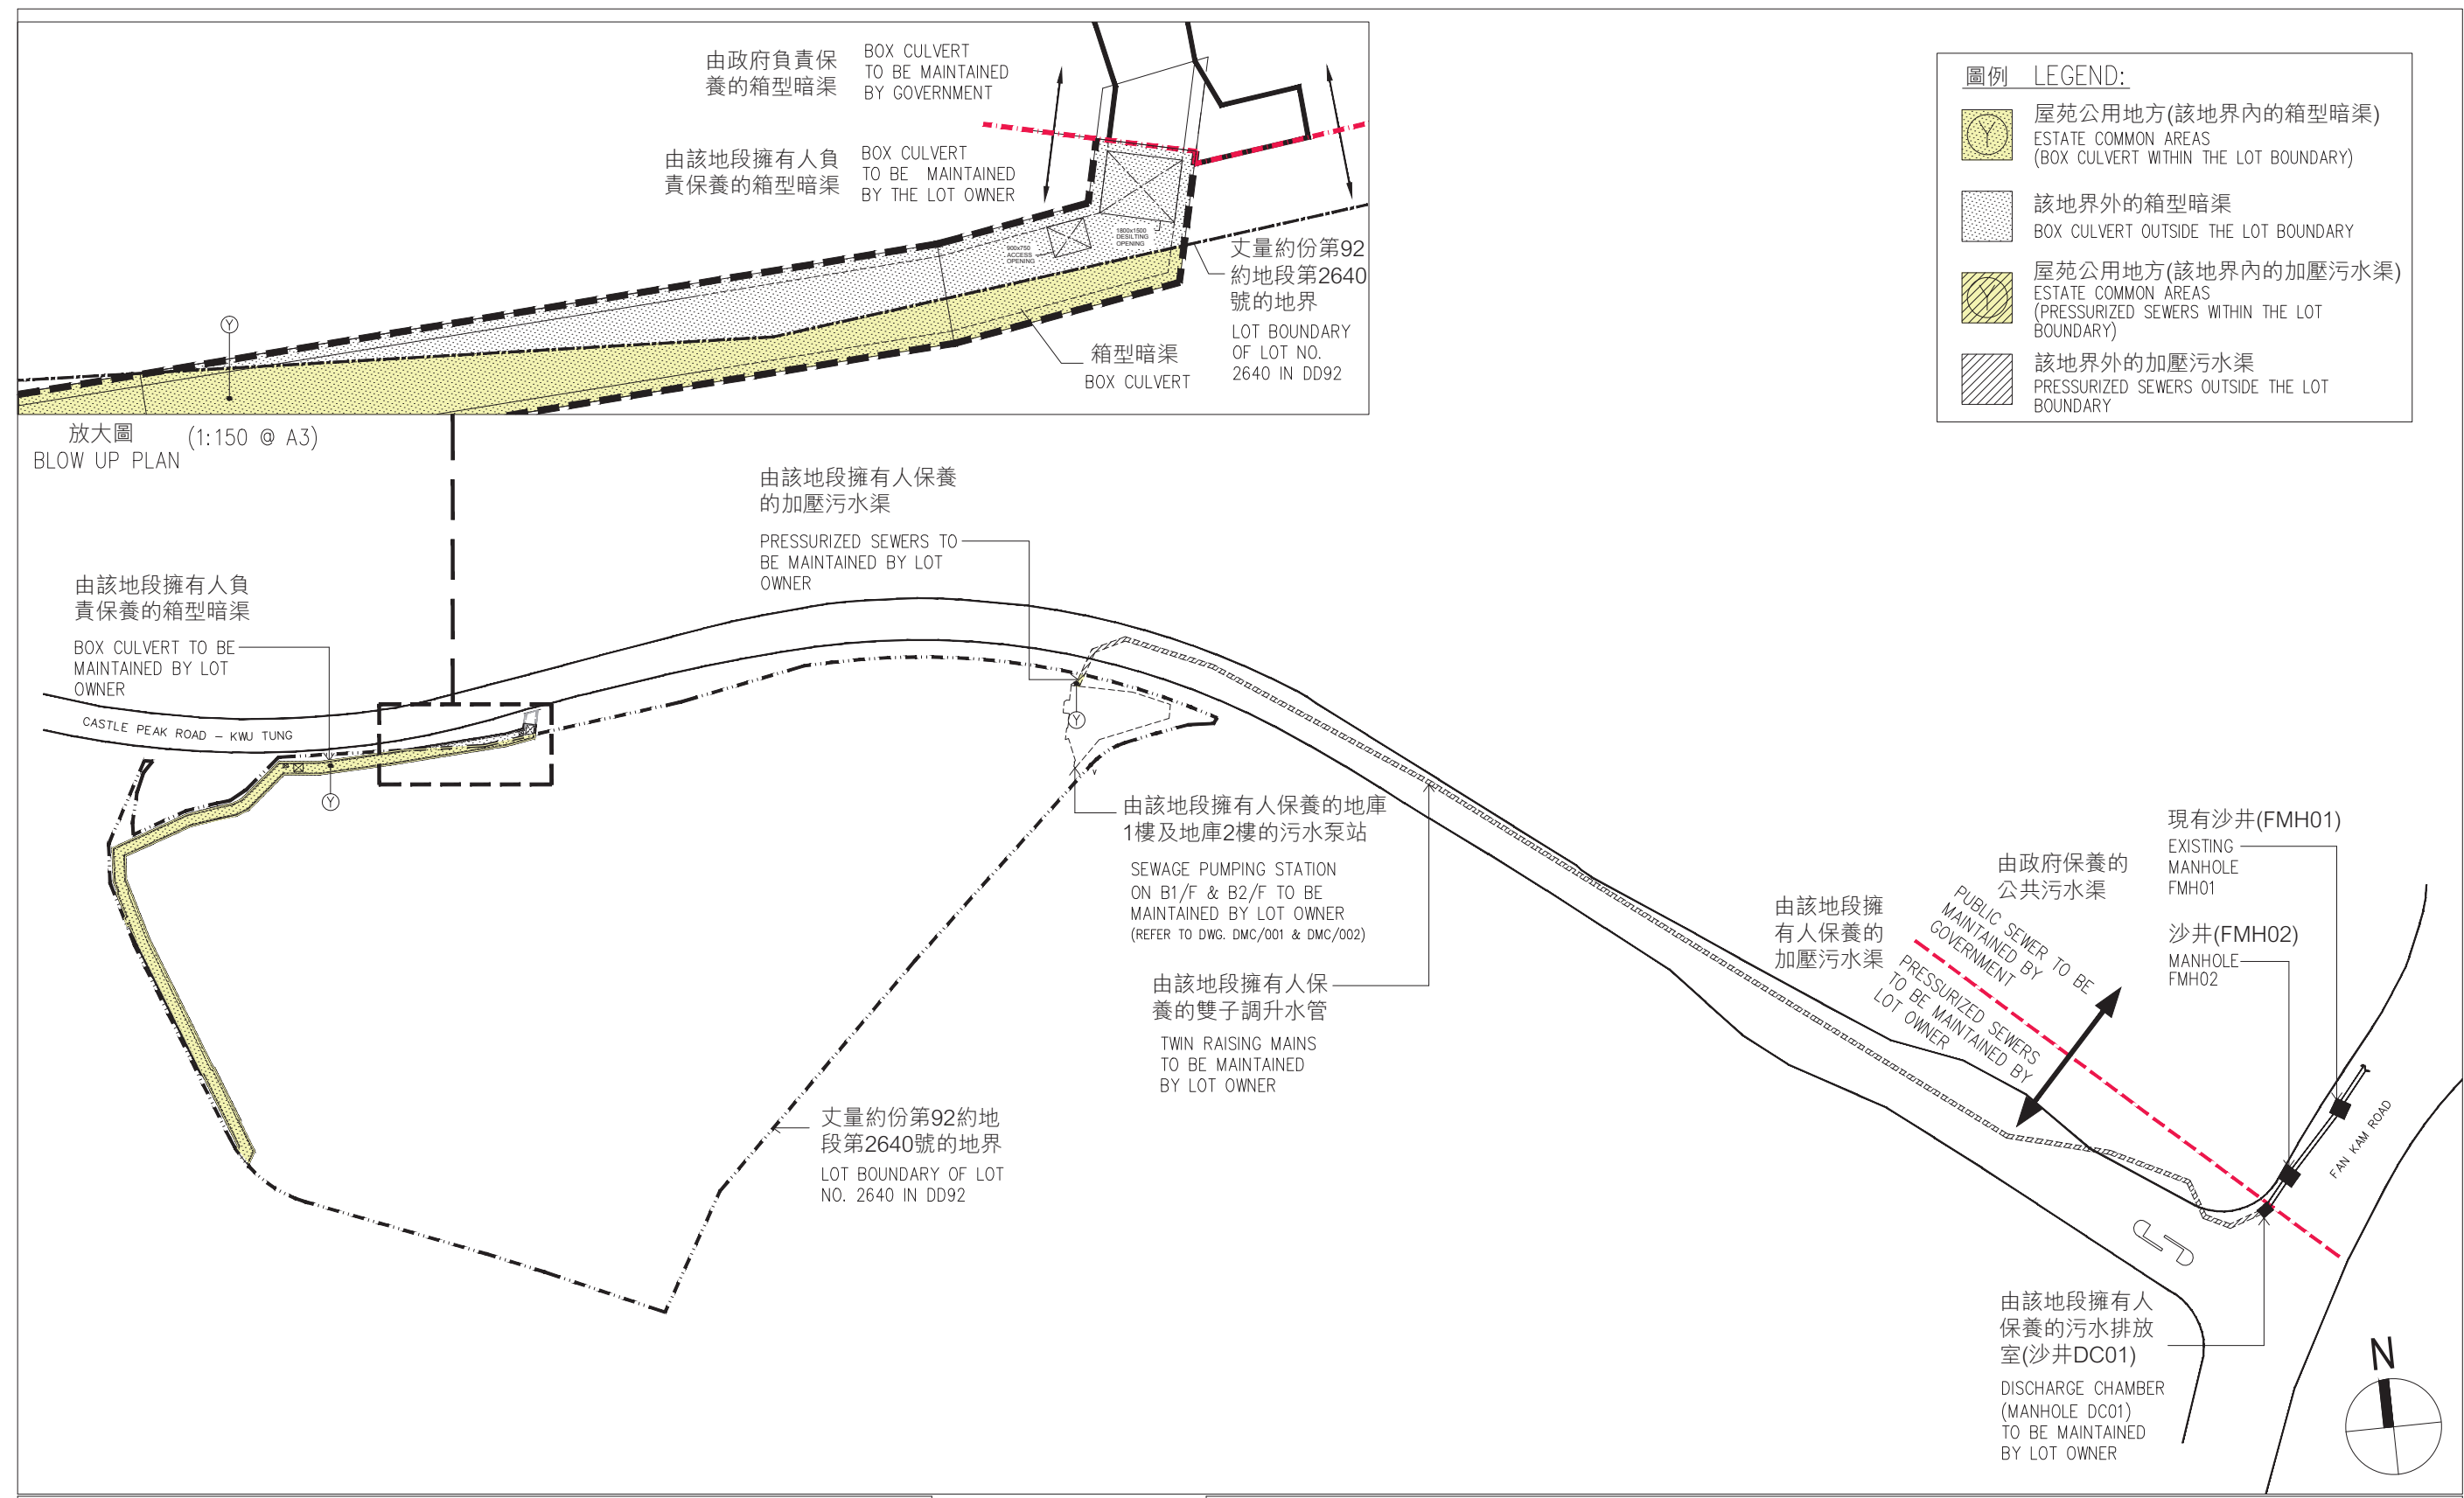 由政府負責保
養的箱型暗渠
BOX CULVERT
TO BE MAINTAINED
BY GOVERNMENT
由該地段擁有人負
責保養的箱型暗渠
BOX CULVERT
TO BE MAINTAINED
BY THE LOT OWNER
900x750
ACCESS
OPENING
1800x1500
DESILTING
OPENING
丈量約份第92
約地段第2640
號的地界
LOT BOUNDARY
OF LOT NO.
2640 IN DD92
箱型暗渠
BOX CULVERT
Y
放大圖 (1:150 @ A3)
BLOW UP PLAN
圖例 LEGEND:
Y
屋苑公用地方(該地界內的箱型暗渠)
ESTATE COMMON AREAS
(BOX CULVERT WITHIN THE LOT BOUNDARY)
該地界外的箱型暗渠
BOX CULVERT OUTSIDE THE LOT BOUNDARY
Y
屋苑公用地方(該地界內的加壓污水渠)
ESTATE COMMON AREAS
(PRESSURIZED SEWERS WITHIN THE LOT
BOUNDARY)
該地界外的加壓污水渠
PRESSURIZED SEWERS OUTSIDE THE LOT
BOUNDARY
由該地段擁有人保養
的加壓污水渠
PRESSURIZED SEWERS TO
BE MAINTAINED BY LOT
OWNER
由該地段擁有人負
責保養的箱型暗渠
BOX CULVERT TO BE
MAINTAINED BY LOT
OWNER
CASTLE PEAK ROAD – KWU TUNG
Y
Y
由該地段擁有人保養的地庫
1樓及地庫2樓的污水泵站
SEWAGE PUMPING STATION
ON B1/F & B2/F TO BE
MAINTAINED BY LOT OWNER
(REFER TO DWG. DMC/001 & DMC/002)
由該地段擁有人保
養的雙子調升水管
TWIN RAISING MAINS
TO BE MAINTAINED
BY LOT OWNER
丈量約份第92約地
段第2640號的地界
LOT BOUNDARY OF LOT
NO. 2640 IN DD92
由該地段擁
有人保養的
加壓污水渠
PRESSURIZED SEWERS
TO BE MAINTAINED BY
LOT OWNER
由政府保養的
公共污水渠
PUBLIC SEWER TO BE
MAINTAINED BY
GOVERNMENT
現有沙井(FMH01)
EXISTING
MANHOLE
FMH01
沙井(FMH02)
MANHOLE
FMH02
FAN KAM ROAD
由該地段擁有人
保養的污水排放
室(沙井DC01)
DISCHARGE CHAMBER
(MANHOLE DC01)
TO BE MAINTAINED
BY LOT OWNER
N